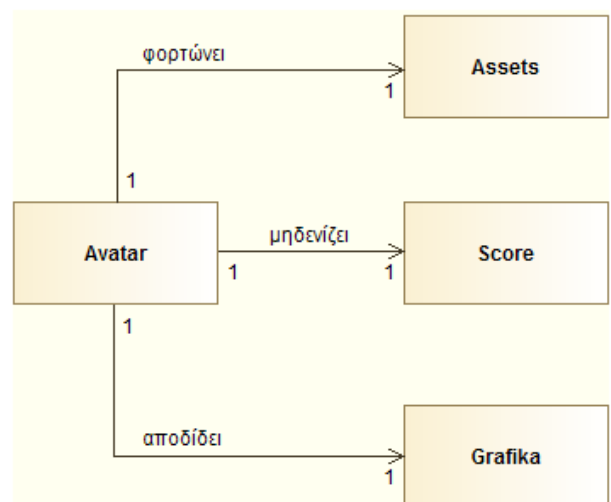 φορτώνει
Assets
1
1
Avatar
μηδενίζει
Score
1
1
1
αποδίδει
Grafika
1